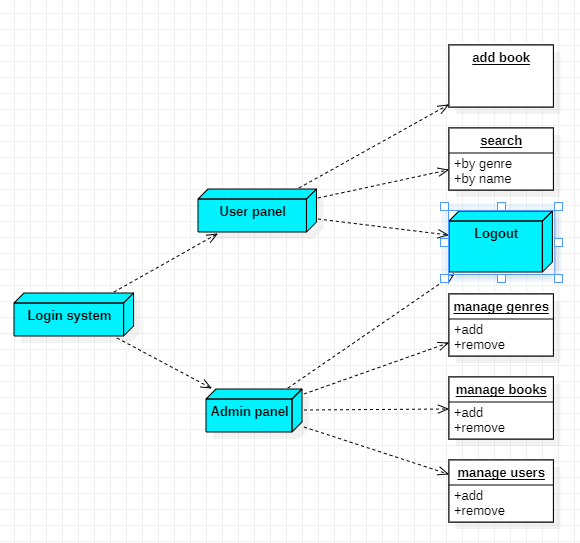 add book
search
+by genre
+by name
User panel
Logout
Login system
manage genres
+add
+remove
Admin panel
manage books
+add
+remove
manage users
+add
+remove